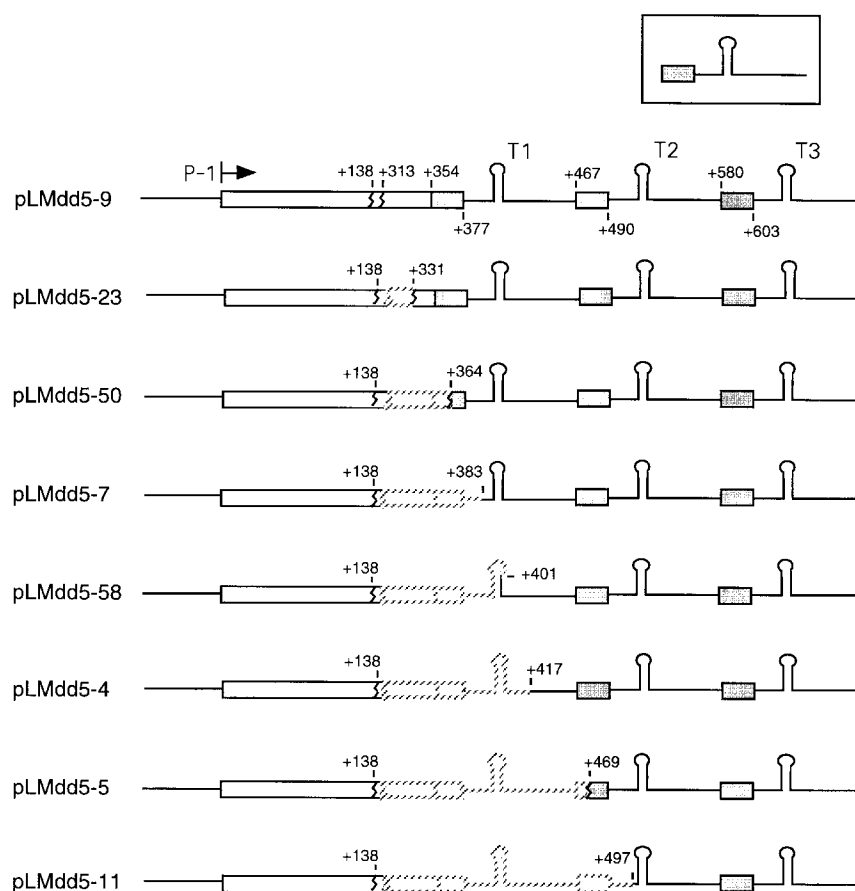 T1 T2 T3
P-1
+138 +313 +354 +467 +580
pLMdd5-9
+377 +490 +603
+138 +331
pLMdd5-23
+138 +364
pLMdd5-50
+138 +383
pLMdd5-7
+138 +401
pLMdd5-58
+138 +417
pLMdd5-4
+138 +469
pLMdd5-5
+138 +497
pLMdd5-11